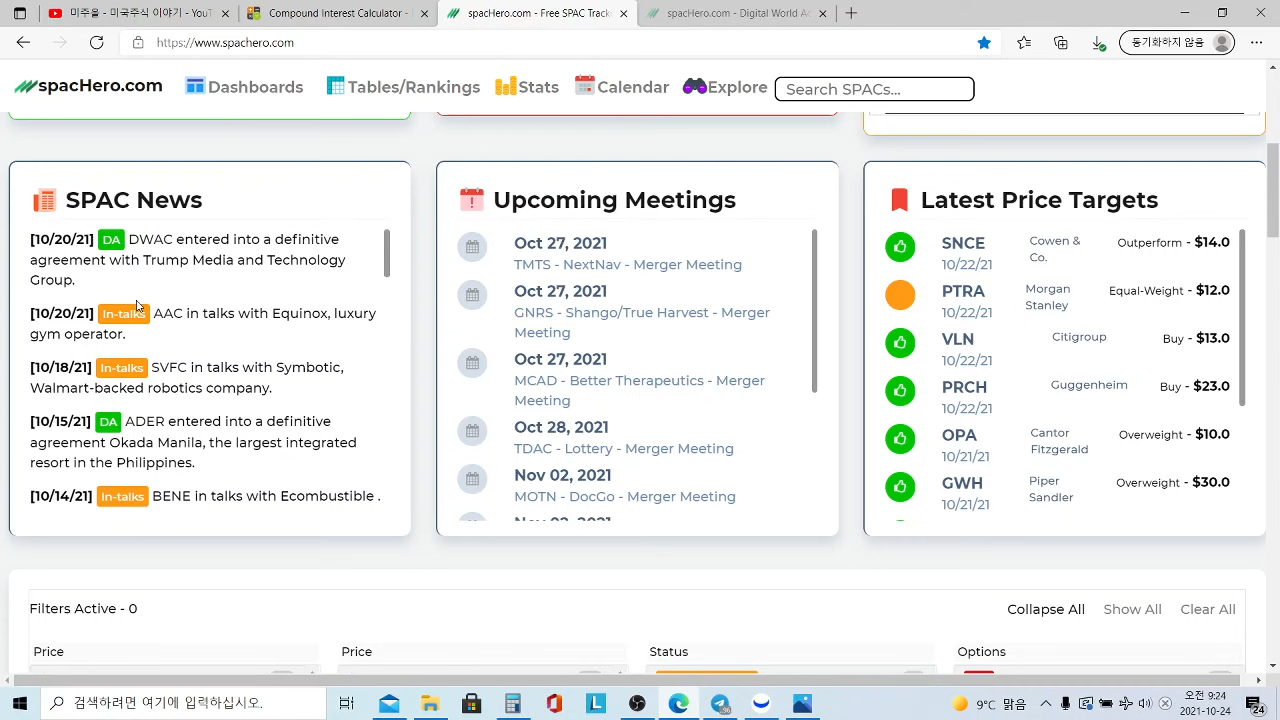 미주은 - 미국주식 이야기 - YouT
Compound Interest Calculator -
spacHero.com - Free SPAC Track
spacHero.com - Digital World Ac
https://www.spachero.com
동기화하지 않음
spacHero.com
Dashboards
Tables/Rankings
Stats
Calendar
Explore
Search SPACs...
SPAC News
[10/20/21] DA DWAC entered into a definitive
agreement with Trump Media and Technology
Group.
[10/20/21] In-talks AAC in talks with Equinox, luxury
gym operator.
[10/18/21] In-talks SVFC in talks with Symbotic,
Walmart-backed robotics company.
[10/15/21] DA ADER entered into a definitive
agreement Okada Manila, the largest integrated
resort in the Philippines.
[10/14/21] In-talks BENE in talks with Ecombustible .
Upcoming Meetings
Oct 27, 2021
TMTS - NextNav - Merger Meeting
Oct 27, 2021
GNRS - Shango/True Harvest - Merger
Meeting
Oct 27, 2021
MCAD - Better Therapeutics - Merger
Meeting
Oct 28, 2021
TDAC - Lottery - Merger Meeting
Nov 02, 2021
MOTN - DocGo - Merger Meeting
Nov 02, 2021
Latest Price Targets
SNCE
10/22/21
Cowen &
Co.
Outperform - $14.0
PTRA
10/22/21
Morgan
Stanley
Equal-Weight - $12.0
VLN
10/22/21
Citigroup
Buy - $13.0
PRCH
10/22/21
Guggenheim
Buy - $23.0
OPA
10/21/21
Cantor
Fitzgerald
Overweight - $10.0
GWH
10/21/21
Piper
Sandler
Overweight - $30.0
Filters Active - 0
Collapse All
Show All
Clear All
Price
Price
Status
Options
검색하려면 여기에 입력하십시오.
9°C 맑음
오전 9:24
2021-10-24
24